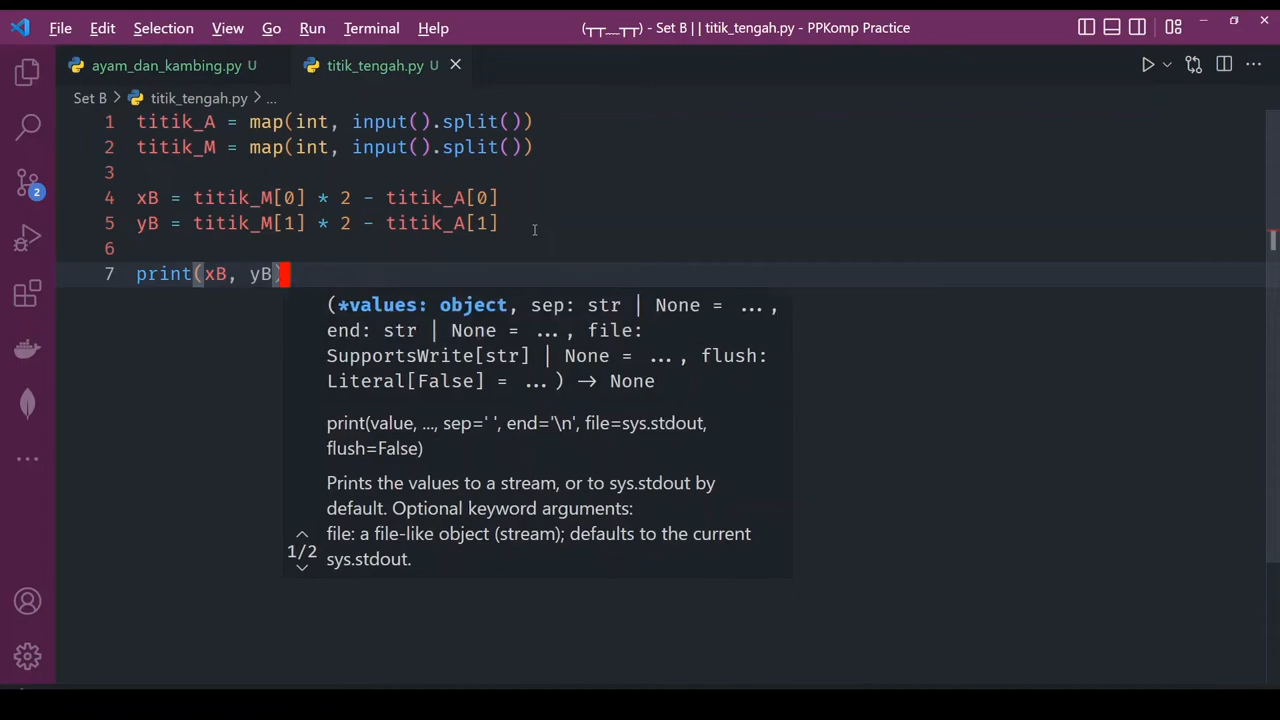 File Edit Selection View Go Run Terminal Help (┬┬﹏┬┬) - Set B | | titik_tengah.py - PPKomp Practice
ayam_dan_kambing.py U titik_tengah.py U
Set B > titik_tengah.py > ...
1 titik_A = map(int, input().split())
2 titik_M = map(int, input().split())
3
4 xB = titik_M[0] * 2 - titik_A[0]
5 yB = titik_M[1] * 2 - titik_A[1]
6
7 print(xB, yB)
(*values: object, sep: str | None = ...,
end: str | None = ..., file:
SupportsWrite[str] | None = ..., flush:
Literal[False] = ...) -> None
print(value, ..., sep=' ', end='\n', file=sys.stdout,
flush=False)
Prints the values to a stream, or to sys.stdout by
default. Optional keyword arguments:
file: a file-like object (stream); defaults to the current
sys.stdout.
1/2
2